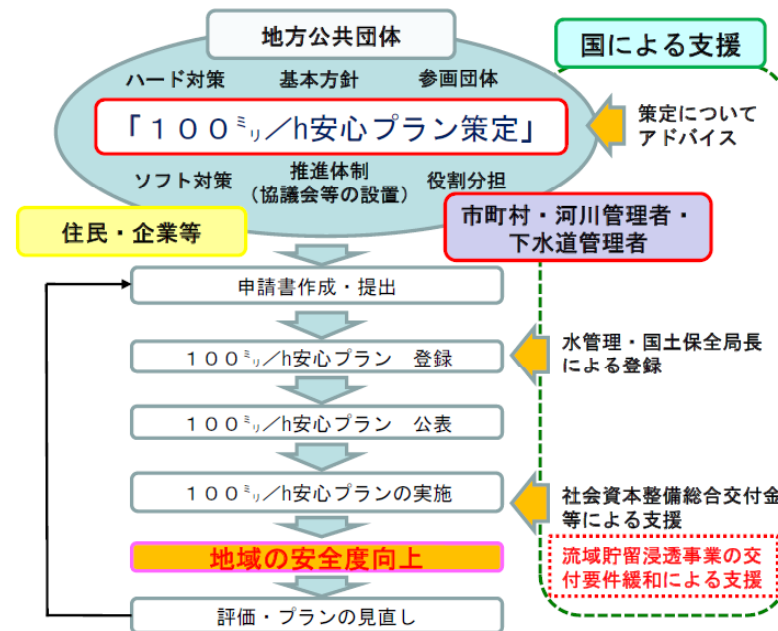 地方公共団体
国による支援
ハード対策
基本方針
参画団体
「１００㍉/h安心プラン策定」
策定について
アドバイス
ソフト対策
推進体制
(協議会等の設置)
役割分担
住民・企業等
市町村・河川管理者・
下水道管理者
申請書作成・提出
１００㍉/h安心プラン　登録
水管理・国土保全局長
による登録
１００㍉/h安心プラン　公表
１００㍉/h安心プランの実施
社会資本整備総合交付金
等による支援
地域の安全度向上
流域貯留浸透事業の交
付要件緩和による支援
評価・プランの見直し